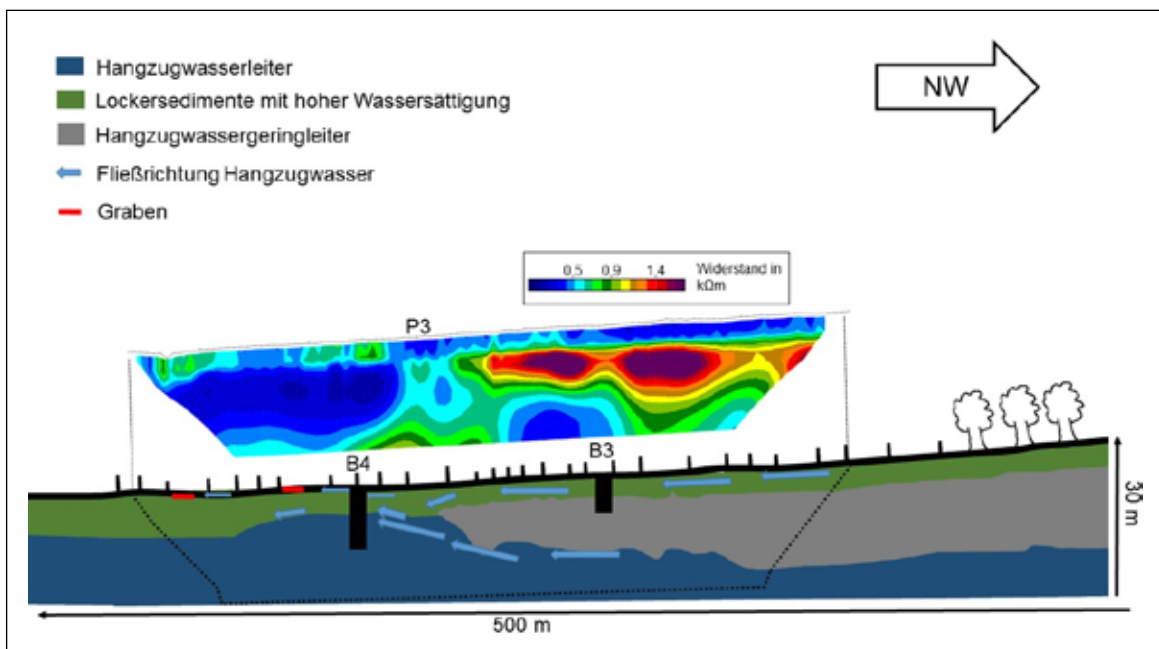 Hangzugwasserleiter
Lockersedimente mit hoher Wassersättigung
Hangzugwassergeringleiter
Fließrichtung Hangzugwasser
Graben
NW
0,5 0,9 1,4 Widerstand in
kΩm
P3
B4
B3
30 m
500 m